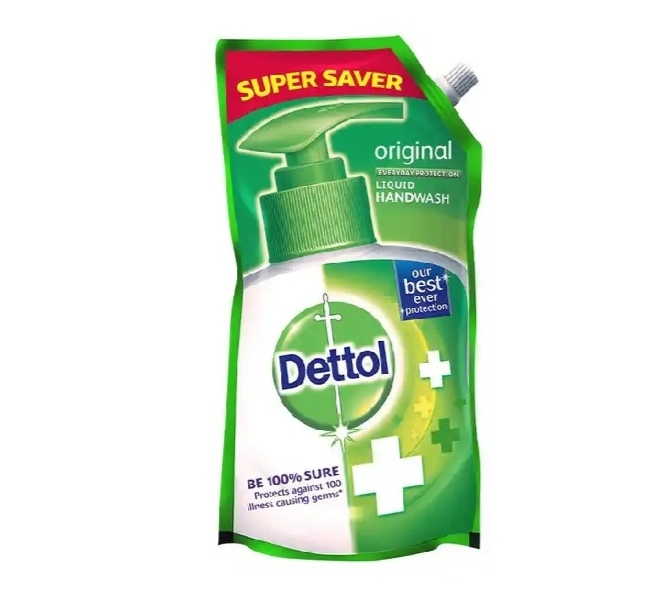 SUPER SAVER
original
EVERYDAY PROTECTION
LIQUID
HANDWASH
our
best
ever
protection
Dettol
BE 100% SURE
Protects against 100
illness causing germs*